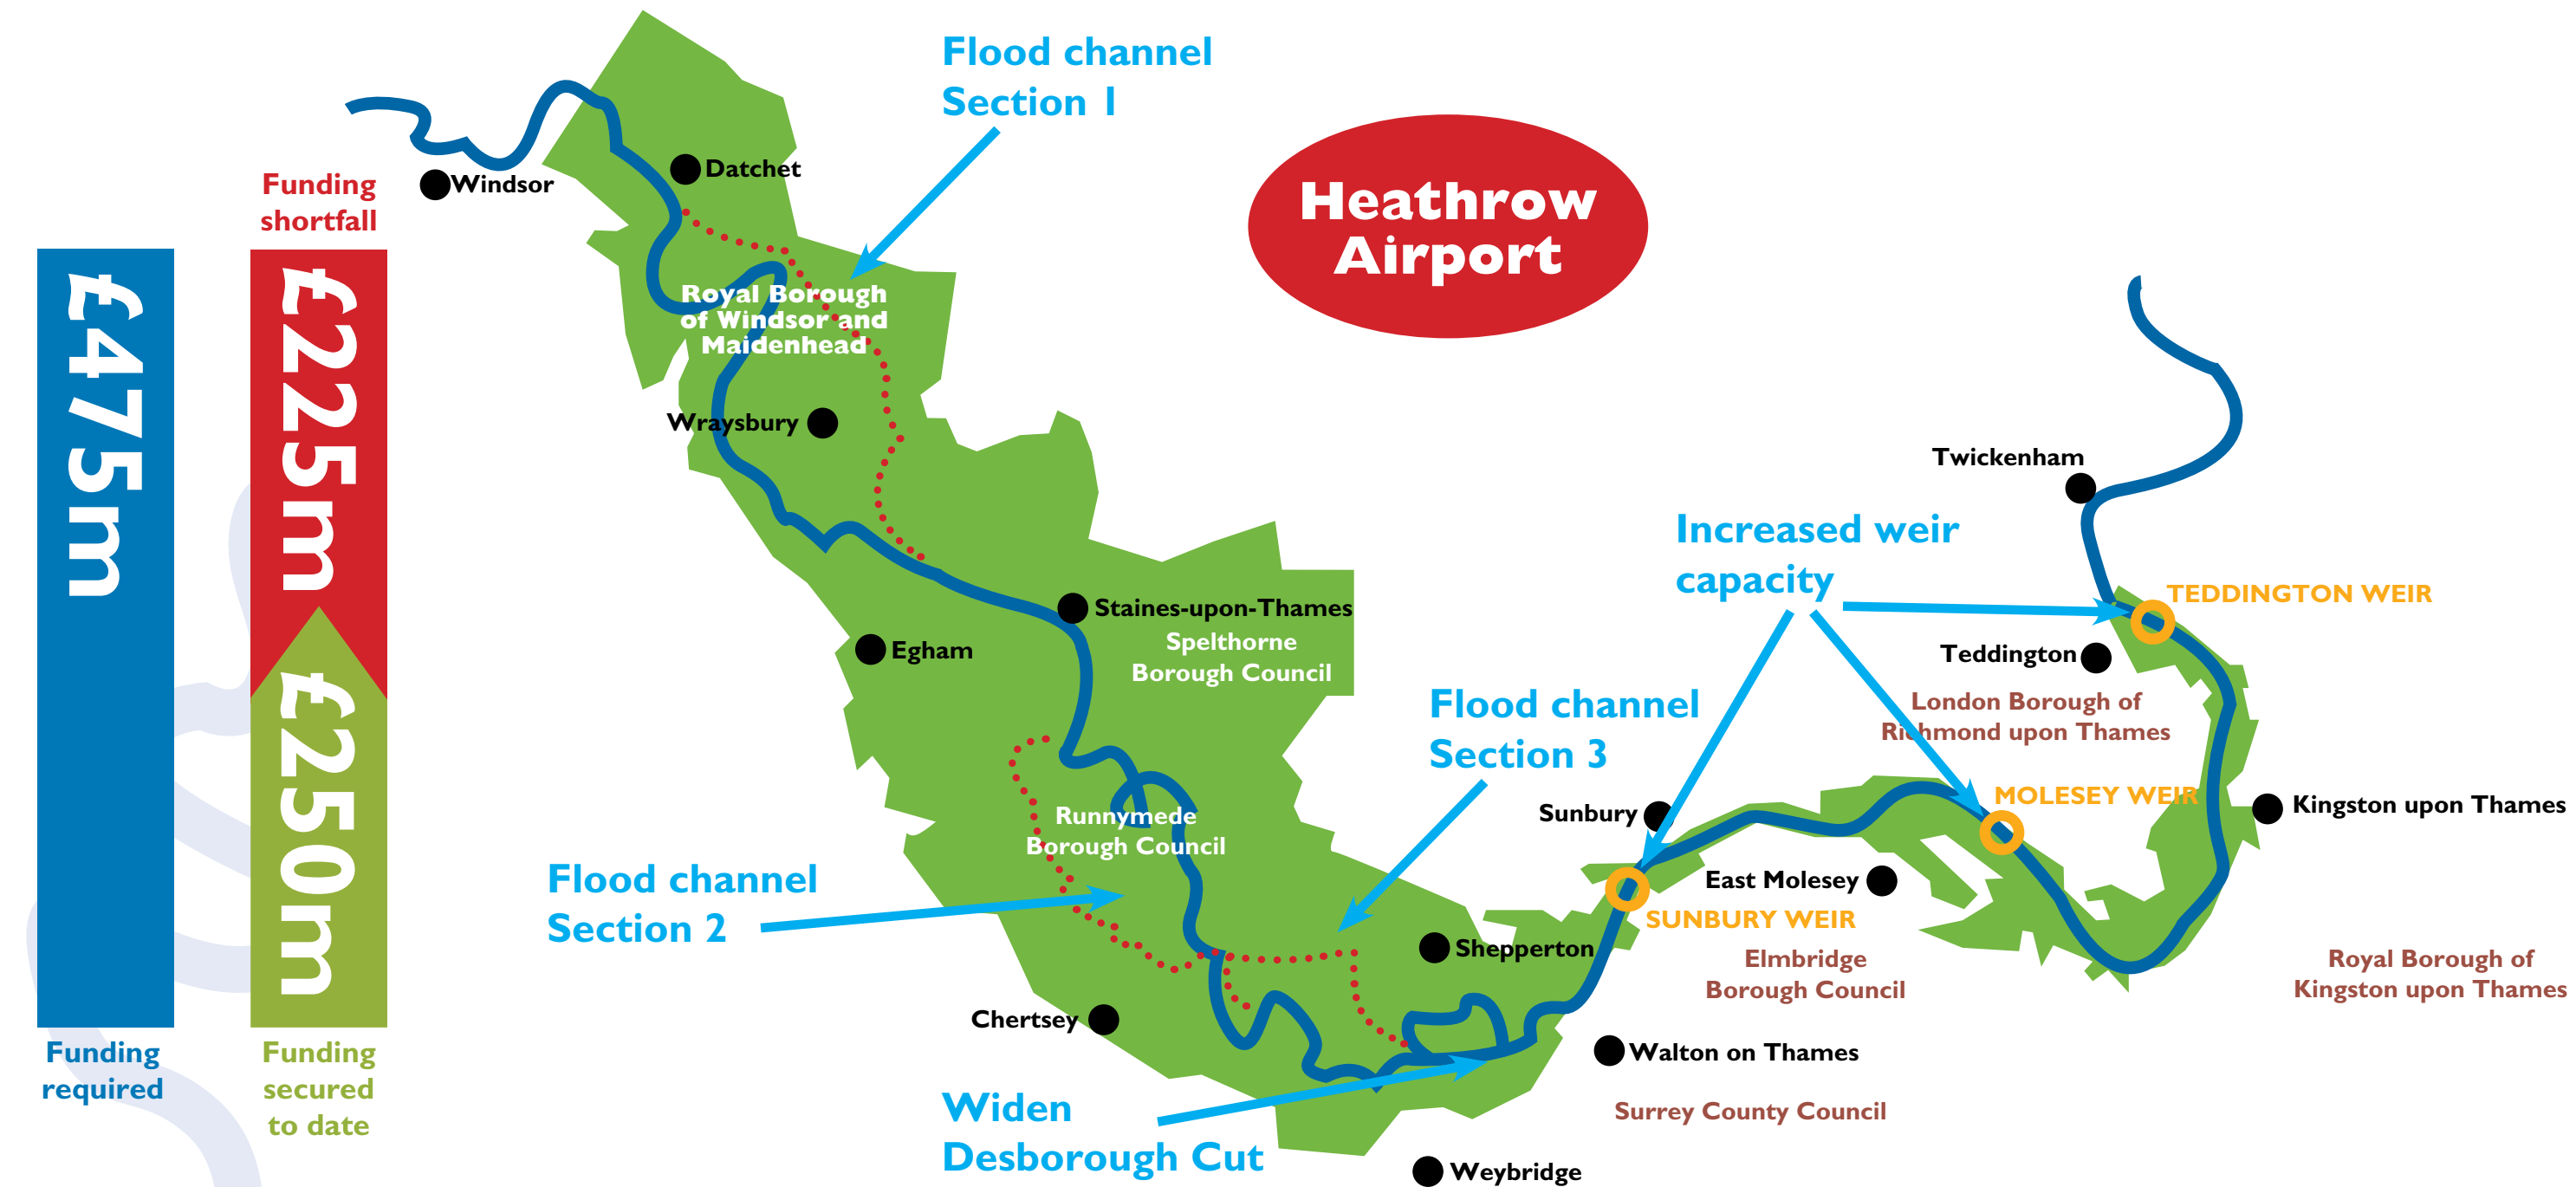 Funding
shortfall
£475m
£225m
£250m
Funding
required
Funding
secured
to date
Flood channel
Section 1
Windsor
Datchet
Heathrow
Airport
Royal Borough
of Windsor and
Maidenhead
Wraysbury
Twickenham
Increased weir
capacity
TEDDINGTON WEIR
Staines-upon-Thames
Spelthorne
Borough Council
Egham
Teddington
London Borough of
Richmond upon Thames
Flood channel
Section 3
MOLESEY WEIR
Sunbury
Kingston upon Thames
Runnymede
Borough Council
Flood channel
Section 2
East Molesey
SUNBURY WEIR
Shepperton
Elmbridge
Borough Council
Royal Borough of
Kingston upon Thames
Chertsey
Walton on Thames
Widen
Desborough Cut
Surrey County Council
Weybridge